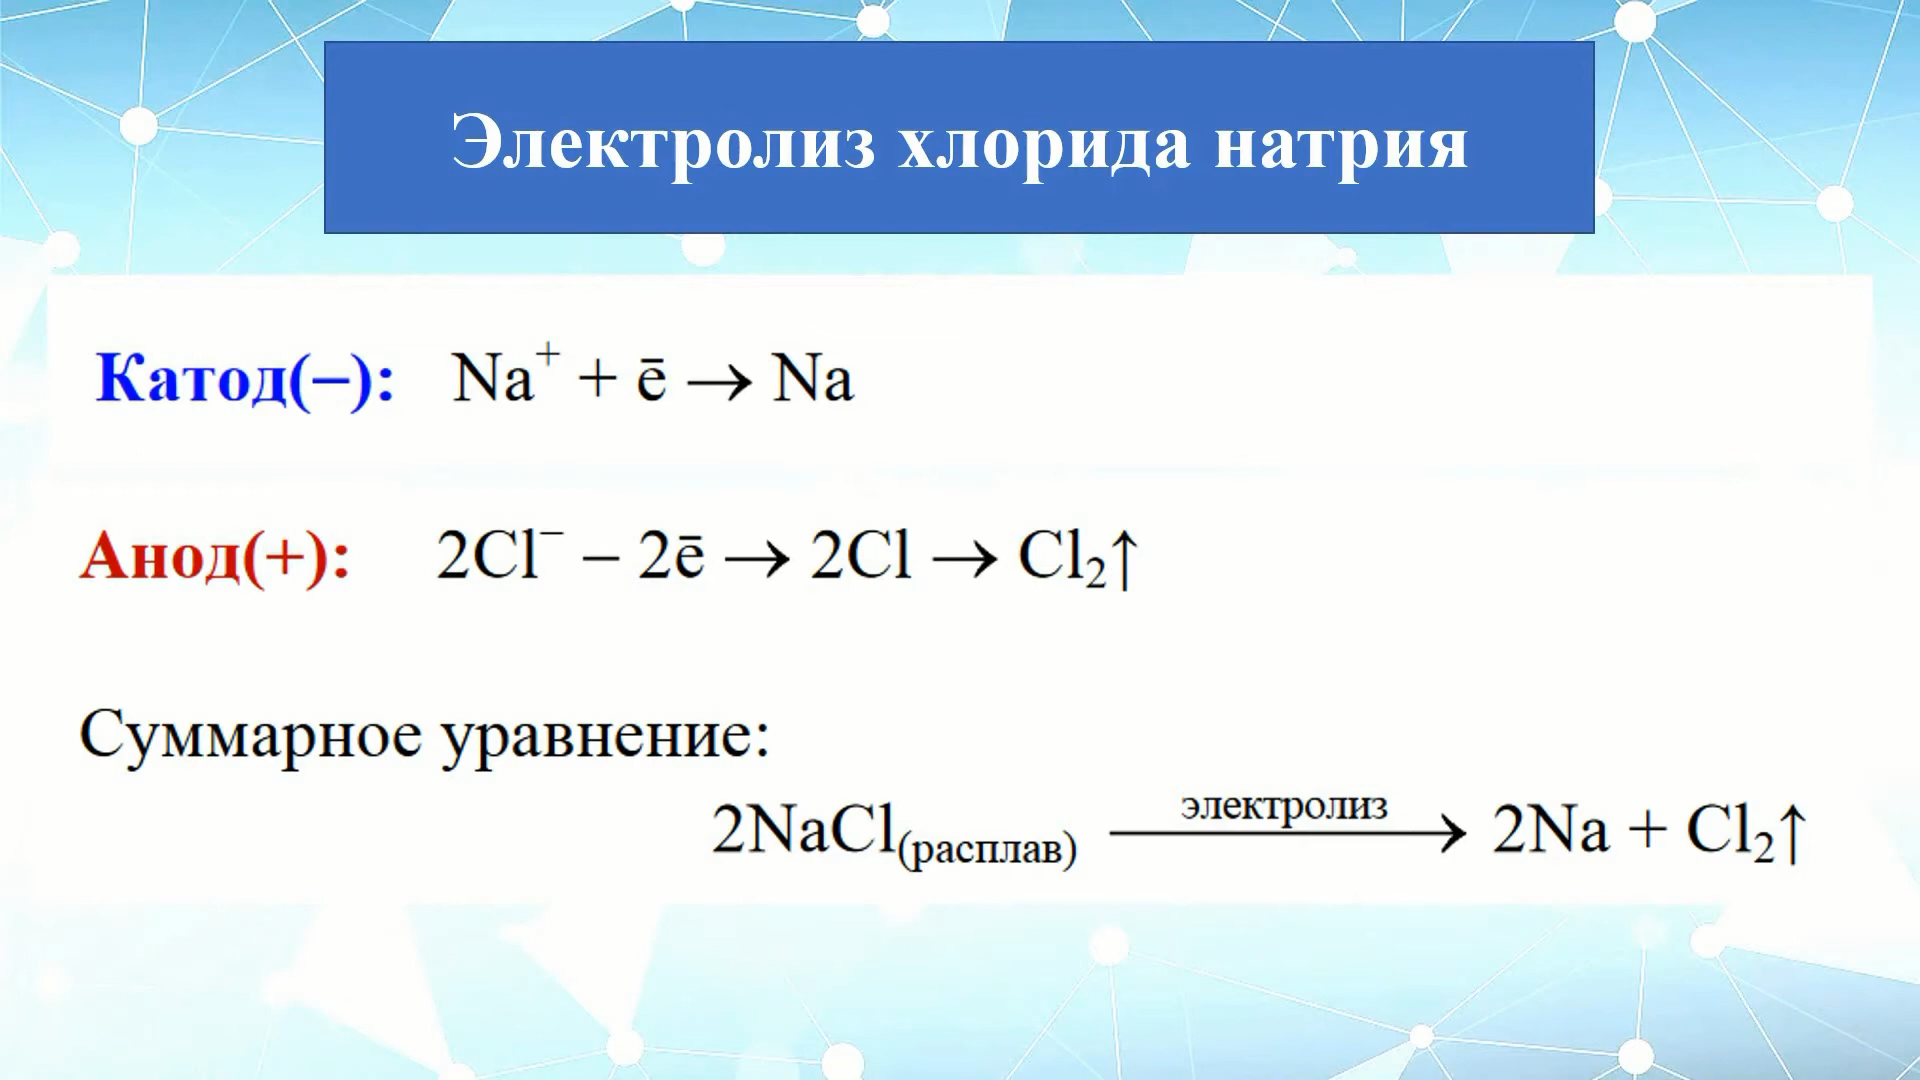 Электролиз хлорида натрия
Катод(–): Na⁺ + ē → Na
Анод(+): 2Cl⁻ – 2ē → 2Cl → Cl₂↑
Суммарное уравнение:
электролиз
2NaCl(расплав) → 2Na + Cl₂↑